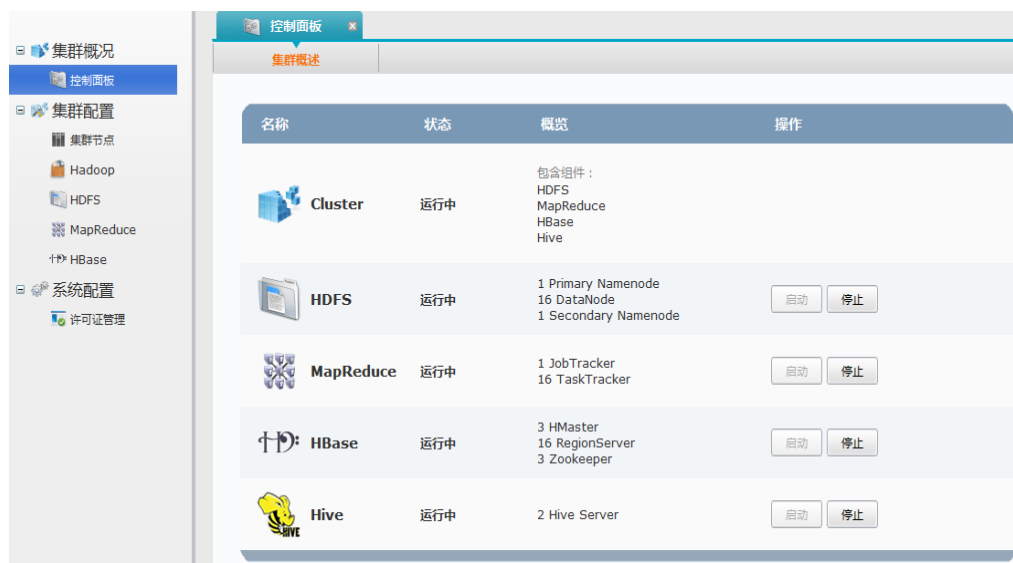 控制面板
集群概述
集群概况
控制面板
集群配置
集群节点
Hadoop
HDFS
MapReduce
HBase
系统配置
许可证管理
名称 状态 概览 操作
Cluster 运行中
包含组件：
HDFS
MapReduce
HBase
Hive
HDFS 运行中
1 Primary Namenode
16 DataNode
1 Secondary Namenode
启动 停止
MapReduce 运行中
1 JobTracker
16 TaskTracker
启动 停止
HBase 运行中
3 HMaster
16 RegionServer
3 Zookeeper
启动 停止
HIVE
Hive 运行中
2 Hive Server
启动 停止